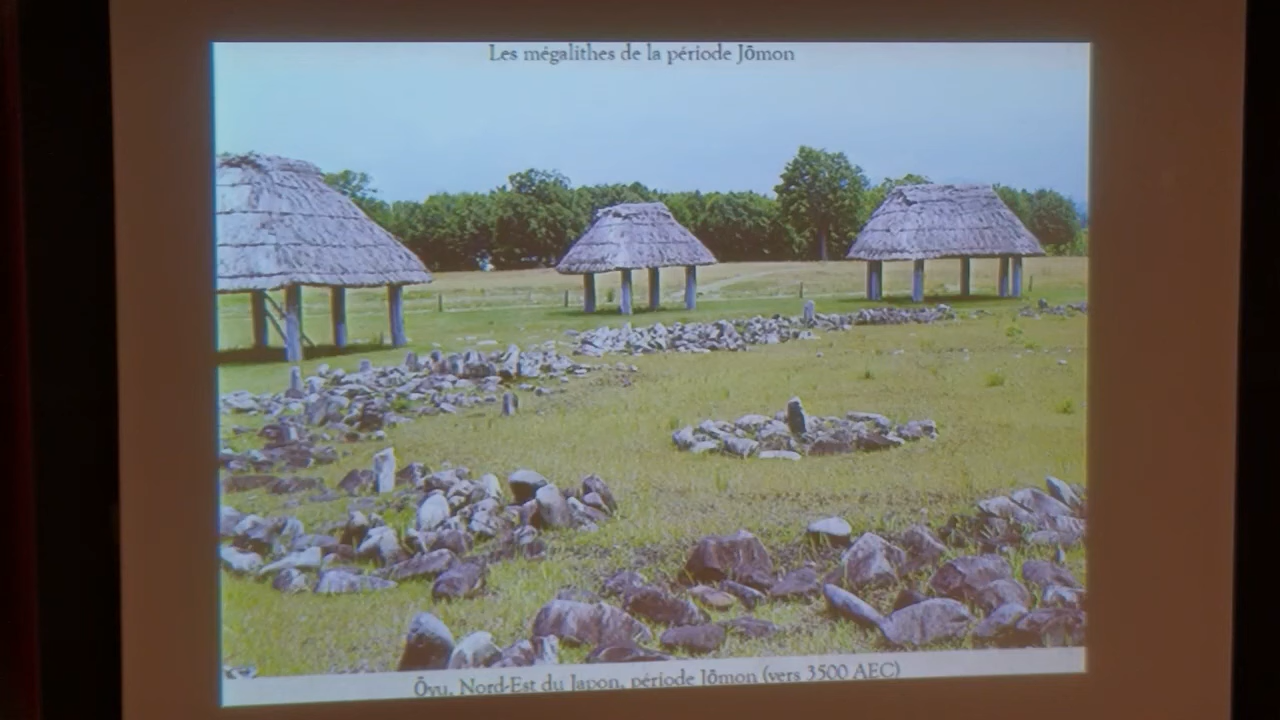 Les mégalithes de la période Jōmon
Ōyu, Nord-Est du Japon, période Jōmon (vers 3500 AEC)